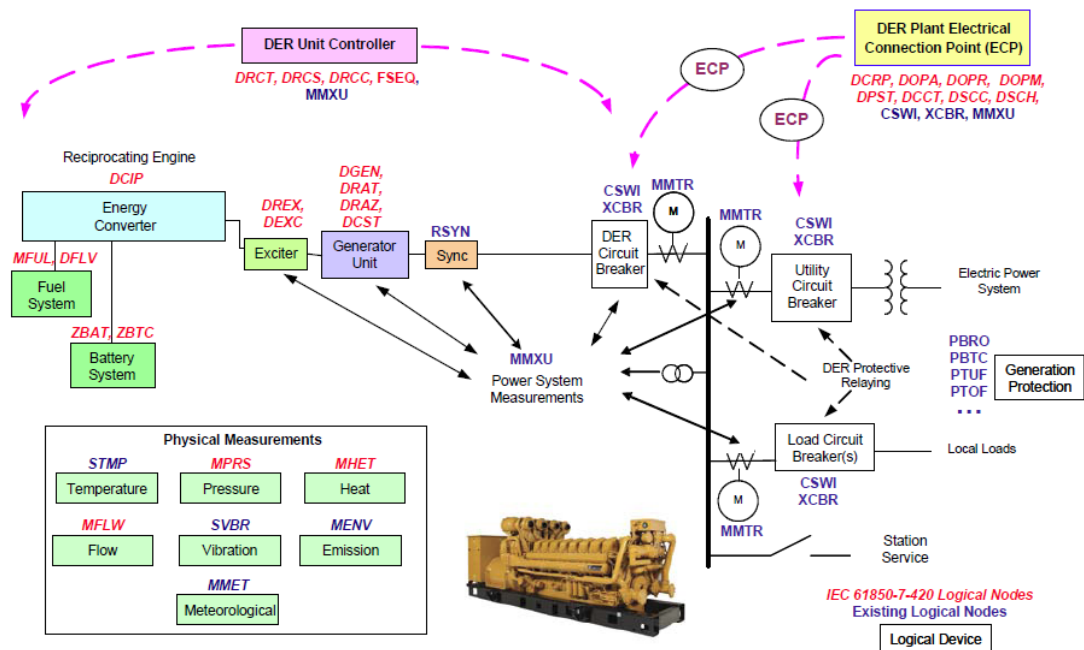 DER Unit Controller
DRCT, DRCS, DRCC, FSEQ,
MMXU
DER Plant Electrical
Connection Point (ECP)
ECP
ECP
DCRP, DOPA, DOPR, DOPM,
DPST, DCCT, DSCC, DSCH,
CSWI, XCBR, MMXU
Reciprocating Engine
DCIP
Energy
Converter
MFUL, DFLV
Fuel
System
ZBAT, ZBTC
Battery
System
DREX,
DEXC
Exciter
DGEN,
DRAT,
DRAZ,
DCST
Generator
Unit
RSYN
Sync
CSWI
XCBR
DER
Circuit
Breaker
MMTR
M
MMTR
M
CSWI
XCBR
Utility
Circuit
Breaker
Electric Power
System
MMXU
Power System
Measurements
DER Protective
Relaying
PBRO
PBTC
PTUF
PTOF
...
Generation
Protection
Load Circuit
Breaker(s)
CSWI
XCBR
Local Loads
M
MMTR
Station
Service
Physical Measurements
STMP
Temperature
MPRS
Pressure
MHET
Heat
MFLW
Flow
SVBR
Vibration
MENV
Emission
MMET
Meteorological
IEC 61850-7-420 Logical Nodes
Existing Logical Nodes
Logical Device